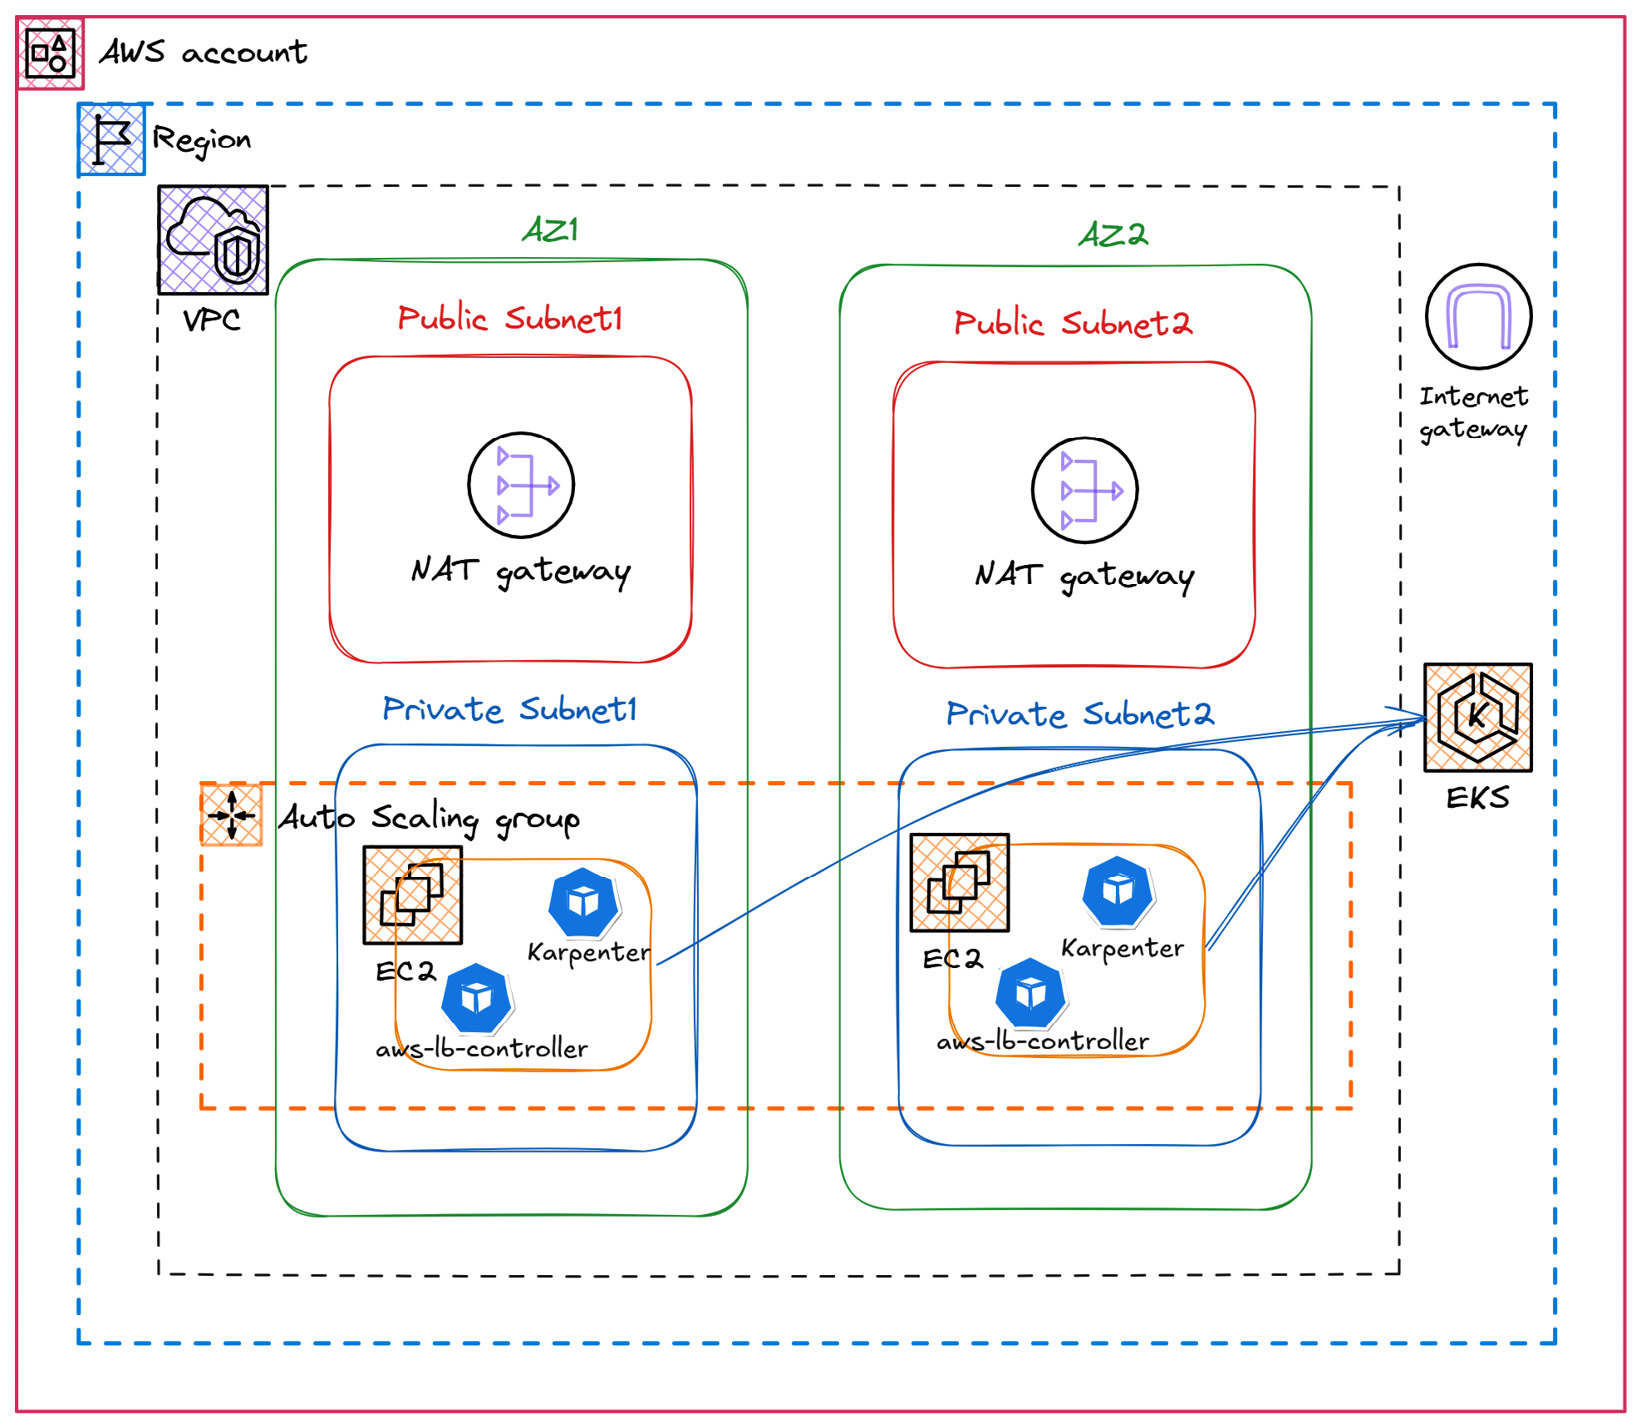 AWS account
Region
VPC
AZ1
AZ2
Public Subnet1
Public Subnet2
NAT gateway
NAT gateway
Internet
gateway
Private Subnet1
Private Subnet2
K
EKS
Auto Scaling group
EC2
Karpenter
aws-lb-controller
EC2
Karpenter
aws-lb-controller